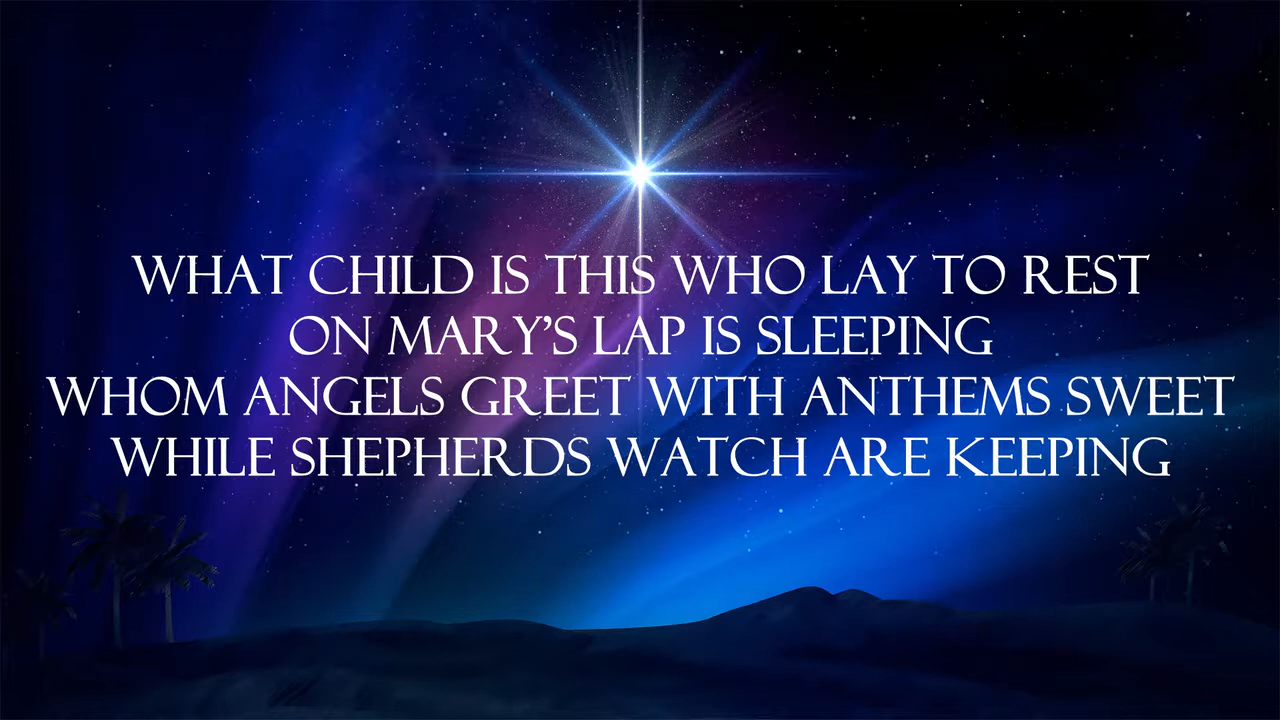 WHAT CHILD IS THIS WHO LAY TO REST
ON MARY’S LAP IS SLEEPING
WHOM ANGELS GREET WITH ANTHEMS SWEET
WHILE SHEPHERDS WATCH ARE KEEPING